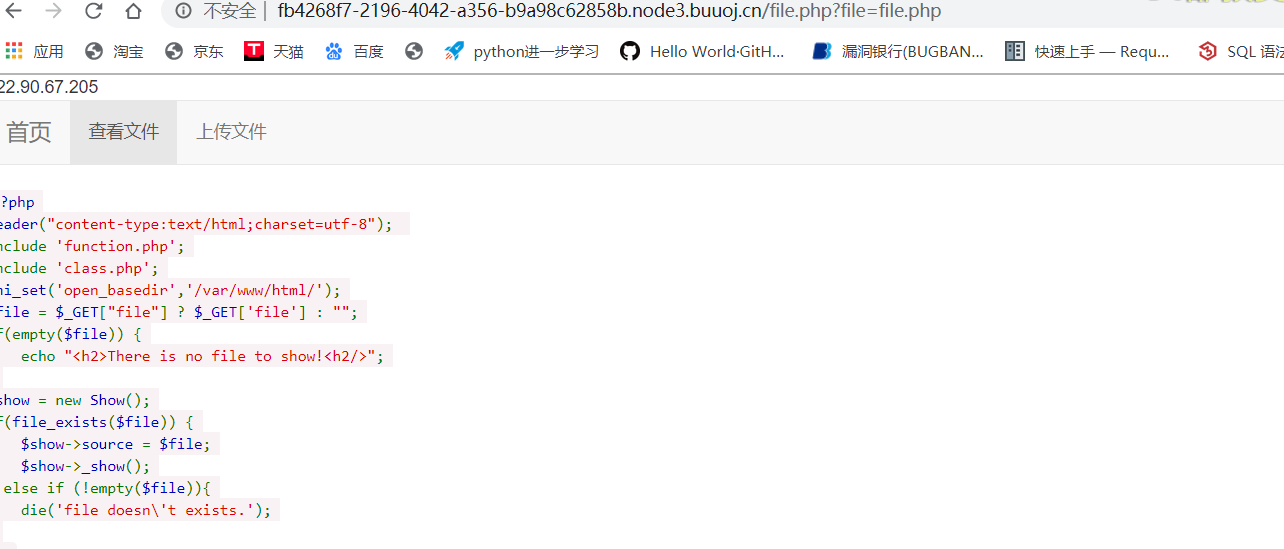 不安全 | fb4268f7-2196-4042-a356-b9a98c62858b.node3.buuoj.cn/file.php?file=file.php
应用 淘宝 京东 T 天猫 百度 python进一步学习 Hello World·GitH... 漏洞银行(BUGBAN... 快速上手 — Requ... SQL 语法
22.90.67.205
首页 查看文件 上传文件
?php
eader("content-type:text/html;charset=utf-8");
nclude 'function.php';
nclude 'class.php';
ni_set('open_basedir','/var/www/html/');
file = $_GET["file"] ? $_GET['file'] : "";
f(empty($file)) {
echo "<h2>There is no file to show!<h2/>";
show = new Show();
f(file_exists($file)) {
$show->source = $file;
$show->_show();
else if (!empty($file)){
die('file doesn\'t exists.');